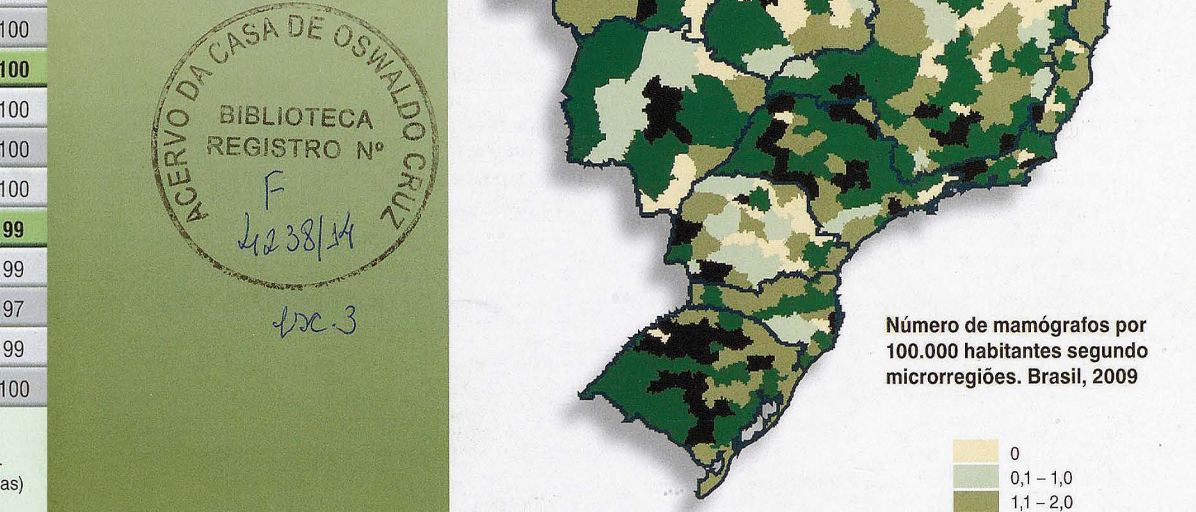 100
100
100
100
100
99
99
97
99
100
as)
ACERVO DA CASA DE OSWALDO CRUZ
BIBLIOTECA
REGISTRO Nº
F
4238/14
Número de mamógrafos por
100.000 habitantes segundo
microrregiões. Brasil, 2009
0
0,1 – 1,0
1,1 – 2,0